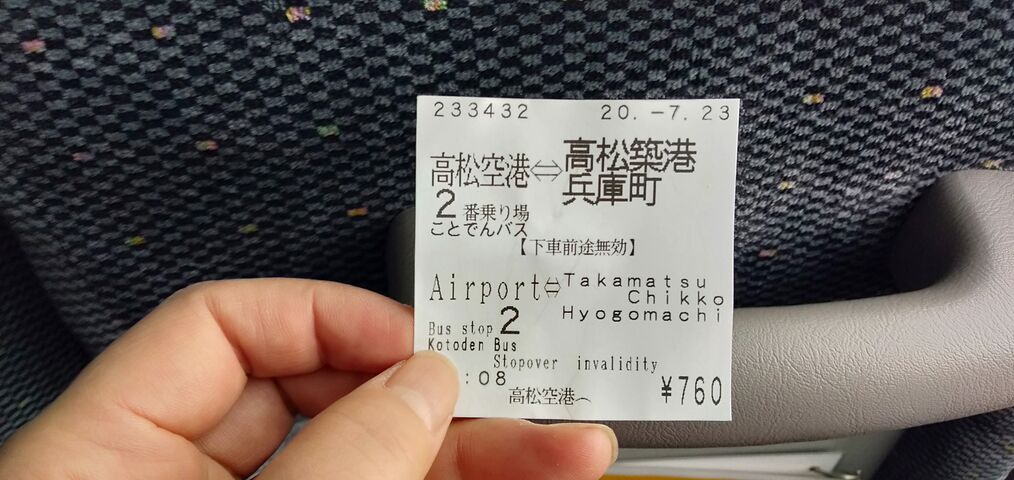 233432 20.-7.23
高松空港⇔高松築港
兵庫町
2番乗り場
ことでんバス
【下車前途無効】
Airport⇔Takamatsu
Chikko
Hyogomachi
Bus stop 2
Kotoden Bus
Stopover invalidity
:08
¥760
高松空港